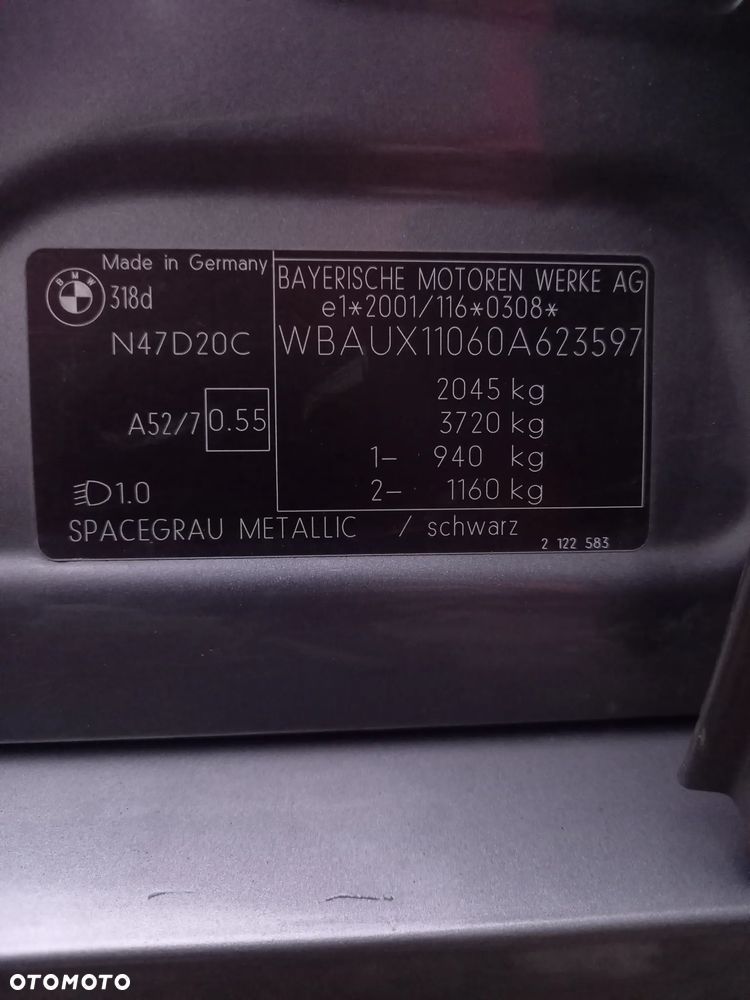 Made in Germany
BMW
318d
N47D20C
A52/7 0.55
1.0
BAYERISCHE MOTOREN WERKE AG
e1*2001/116*0308*
WBAUX11060A623597
2045 kg
3720 kg
1- 940 kg
2- 1160 kg
SPACEGRAU METALLIC / schwarz
2 122 583
OTOMOTO